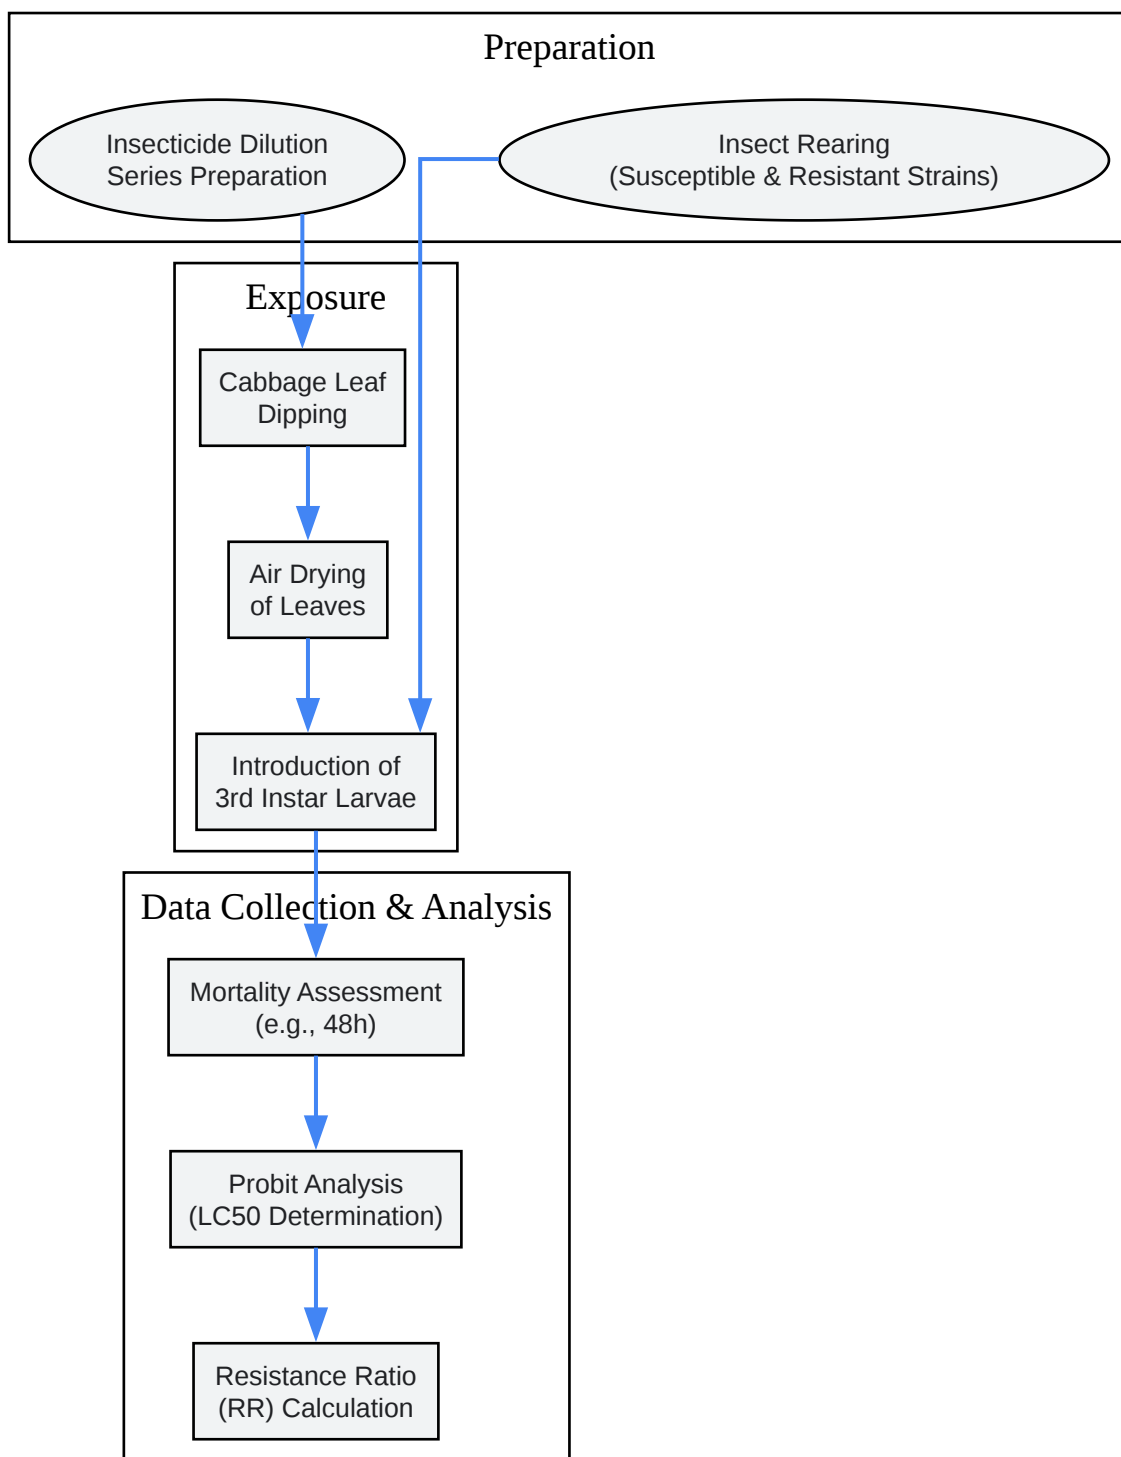 Preparation
Insecticide Dilution
Series Preparation
Insect Rearing
(Susceptible & Resistant Strains)
Exposure
Cabbage Leaf
Dipping
Air Drying
of Leaves
Introduction of
3rd Instar Larvae
Data Collection & Analysis
Mortality Assessment
(e.g., 48h)
Probit Analysis
(LC50 Determination)
Resistance Ratio
(RR) Calculation